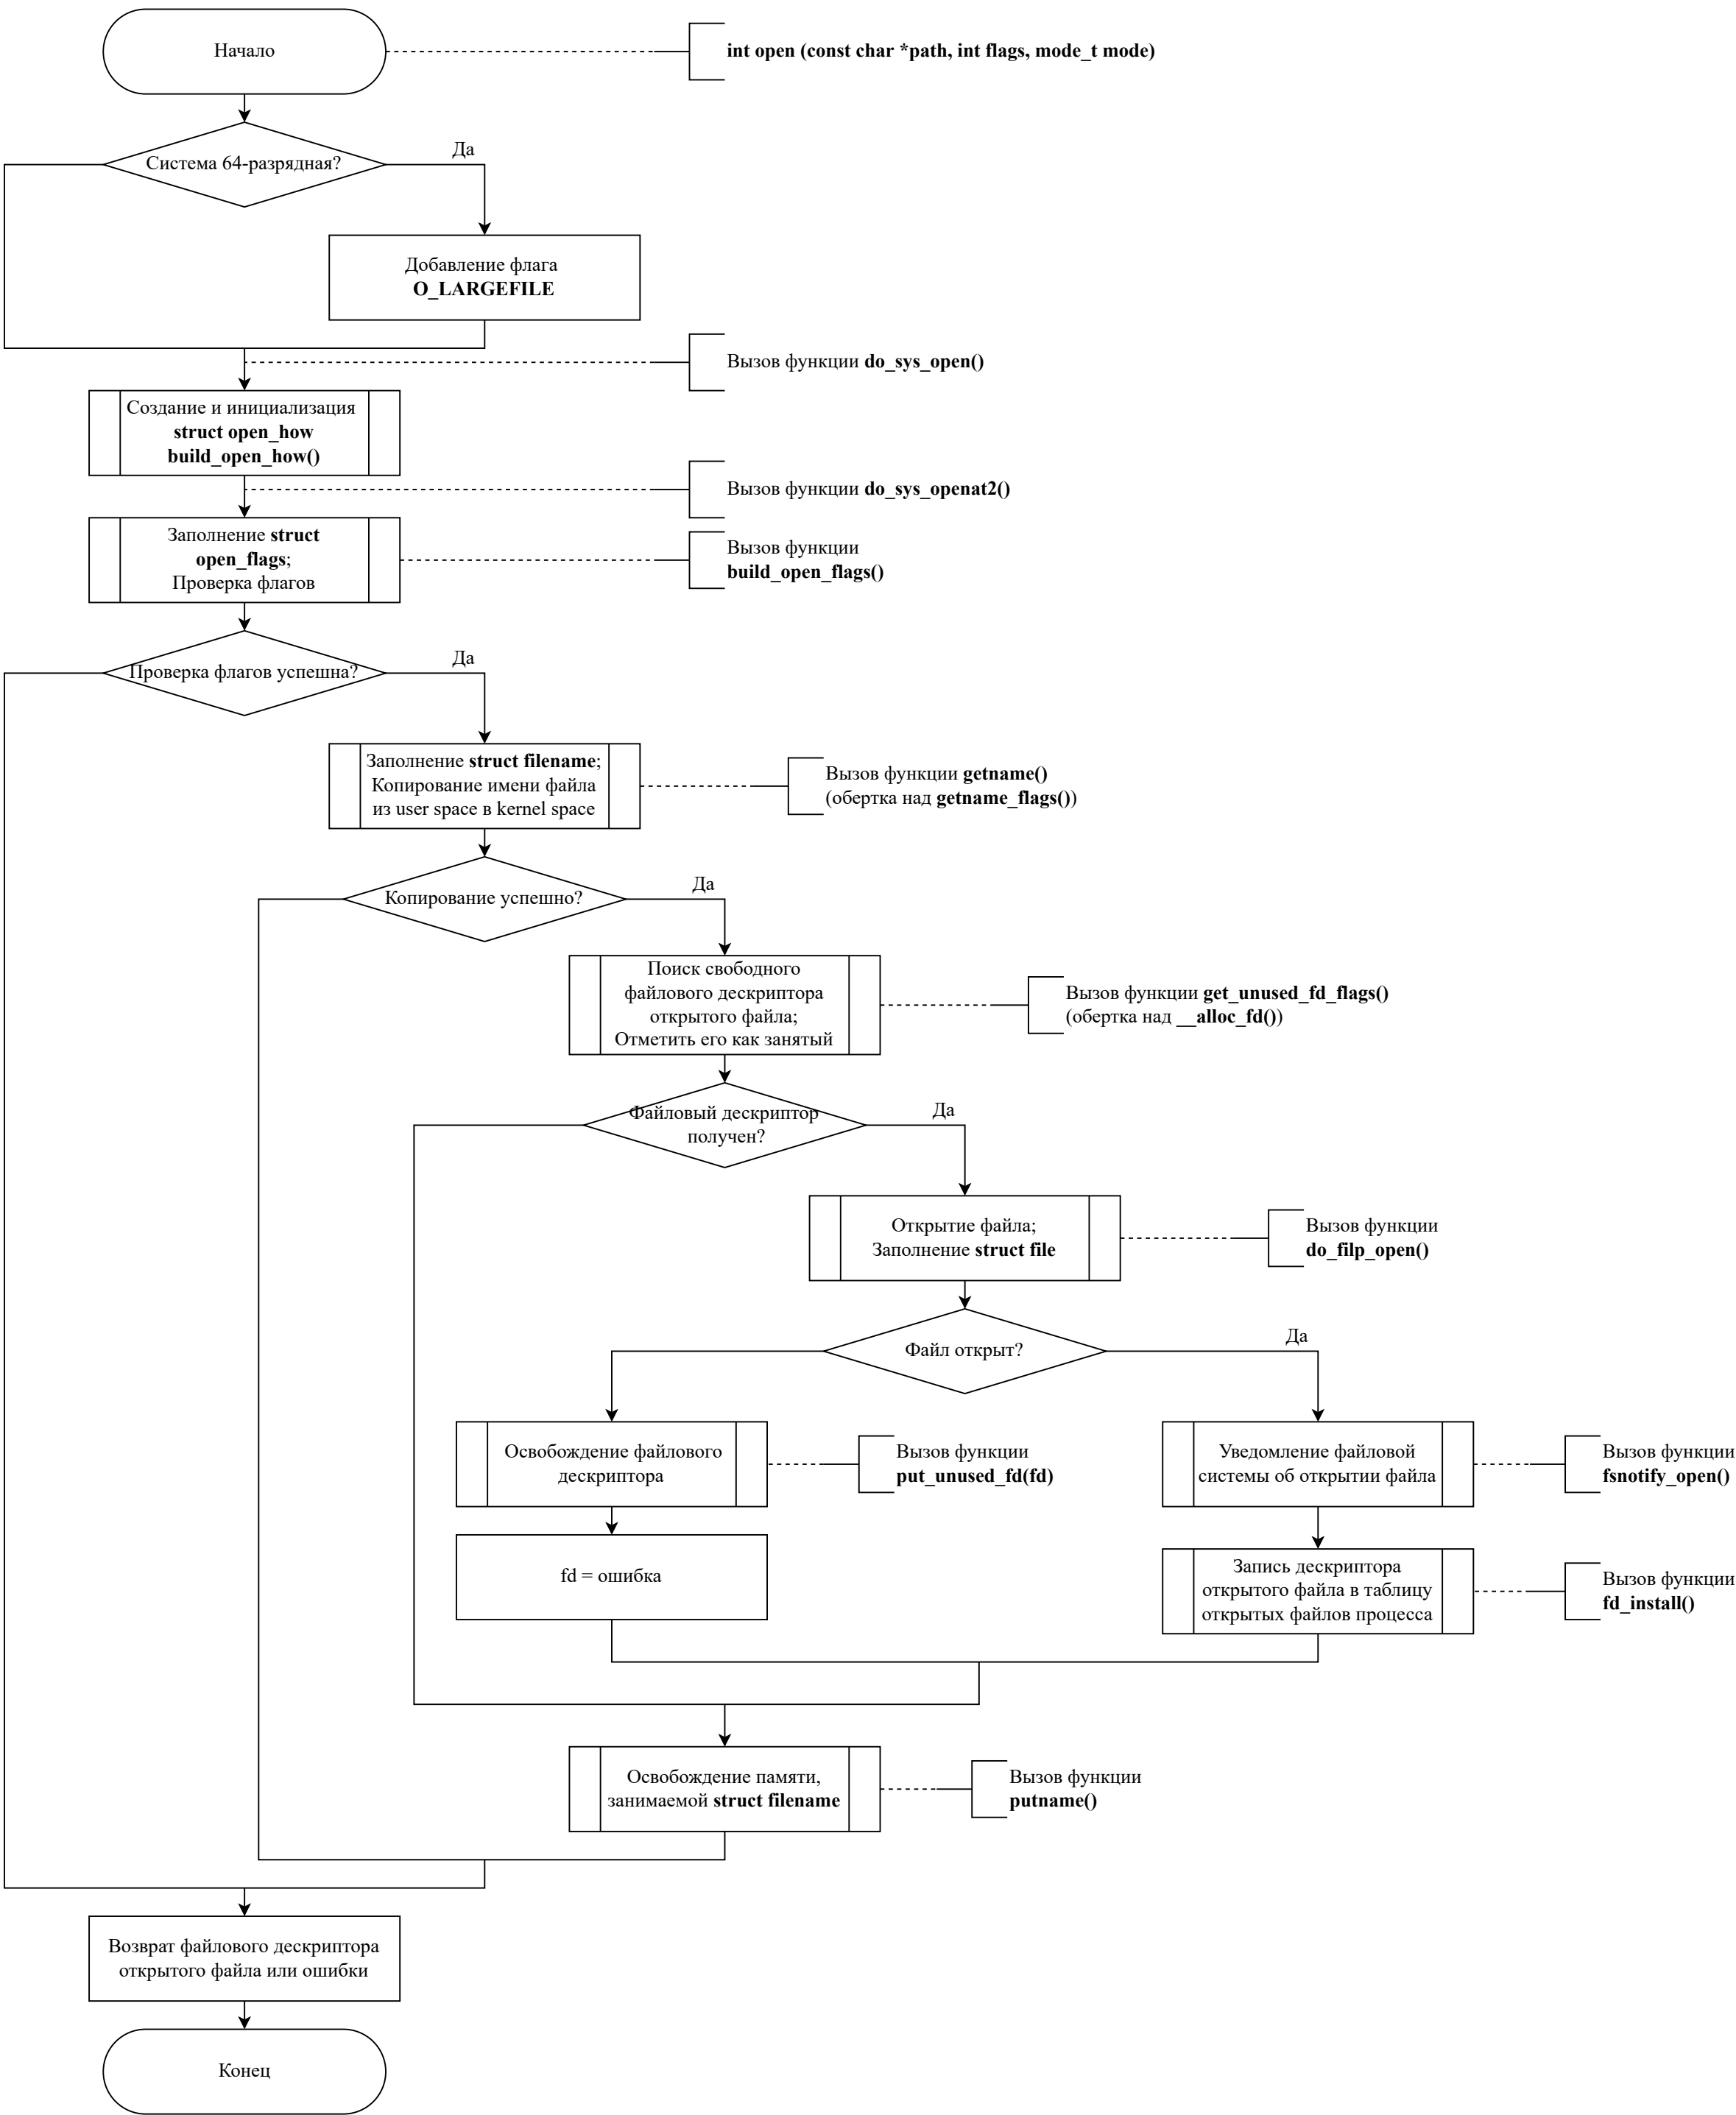 Начало
int open (const char *path, int flags, mode_t mode)
Система 64-разрядная?
Да
Добавление флага
O_LARGEFILE
Вызов функции do_sys_open()
Создание и инициализация
struct open_how
build_open_how()
Вызов функции do_sys_openat2()
Заполнение struct
open_flags;
Проверка флагов
Вызов функции
build_open_flags()
Проверка флагов успешна?
Да
Заполнение struct filename;
Копирование имени файла
из user space в kernel space
Вызов функции getname()
(обертка над getname_flags())
Копирование успешно?
Да
Поиск свободного
файлового дескриптора
открытого файла;
Отметить его как занятый
Вызов функции get_unused_fd_flags()
(обертка над __alloc_fd())
Файловый дескриптор
получен?
Да
Открытие файла;
Заполнение struct file
Вызов функции
do_filp_open()
Файл открыт?
Да
Освобождение файлового
дескриптора
Вызов функции
put_unused_fd(fd)
Уведомление файловой
системы об открытии файла
Вызов функции
fsnotify_open()
fd = ошибка
Запись дескриптора
открытого файла в таблицу
открытых файлов процесса
Вызов функции
fd_install()
Освобождение памяти,
занимаемой struct filename
Вызов функции
putname()
Возврат файлового дескриптора
открытого файла или ошибки
Конец